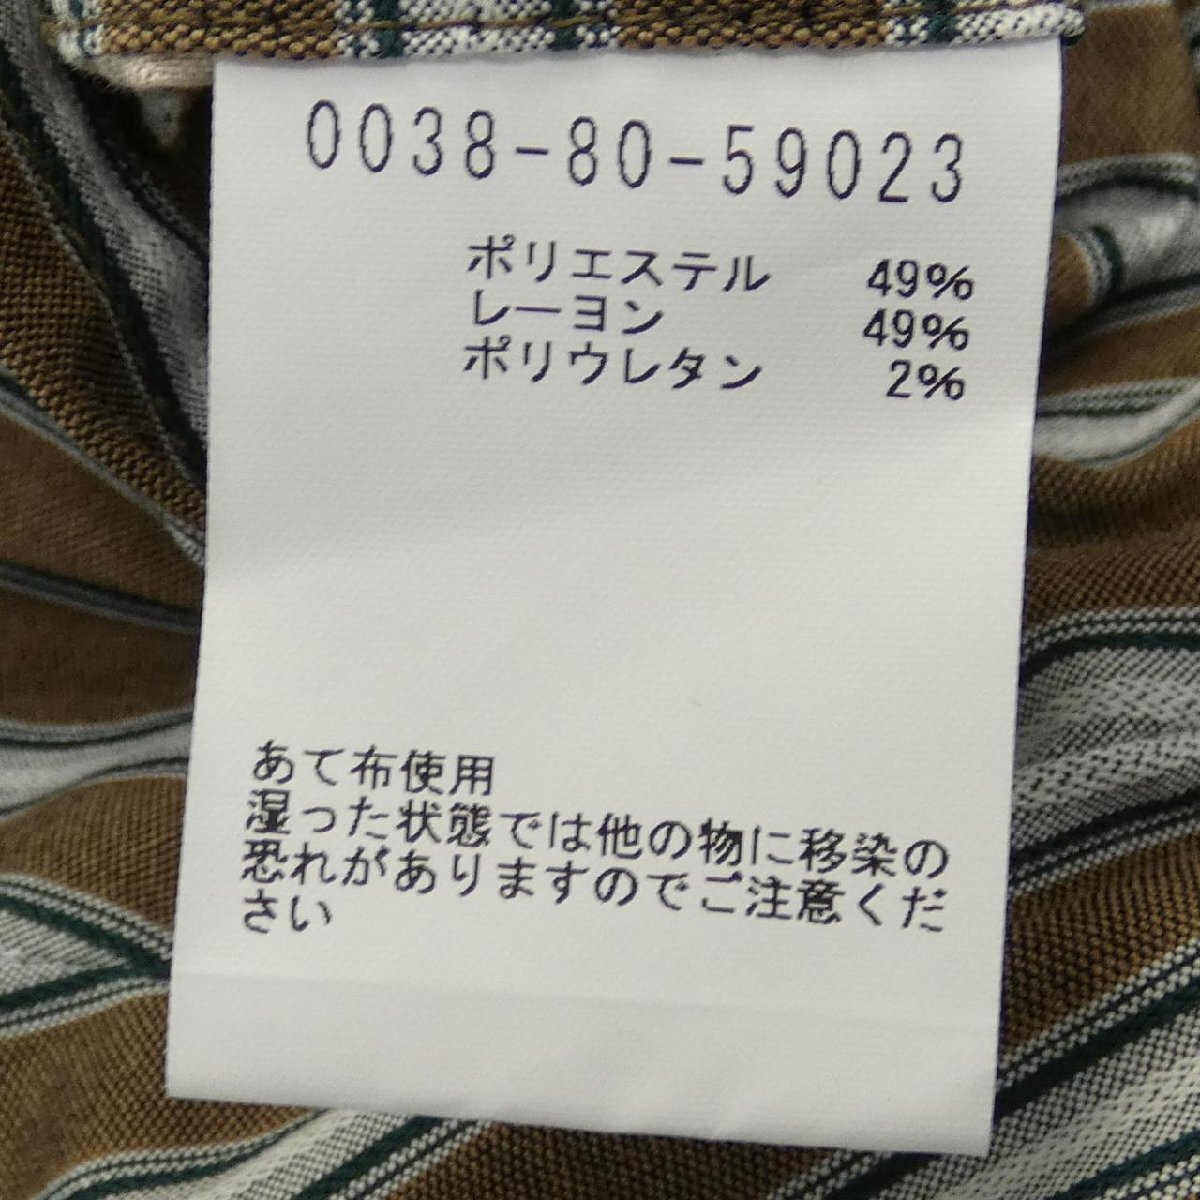 0038-80-59023
ポリエステル 49%
レーヨン 49%
ポリウレタン 2%
あて布使用
湿った状態では他の物に移染の
恐れがありますのでご注意くだ
さい